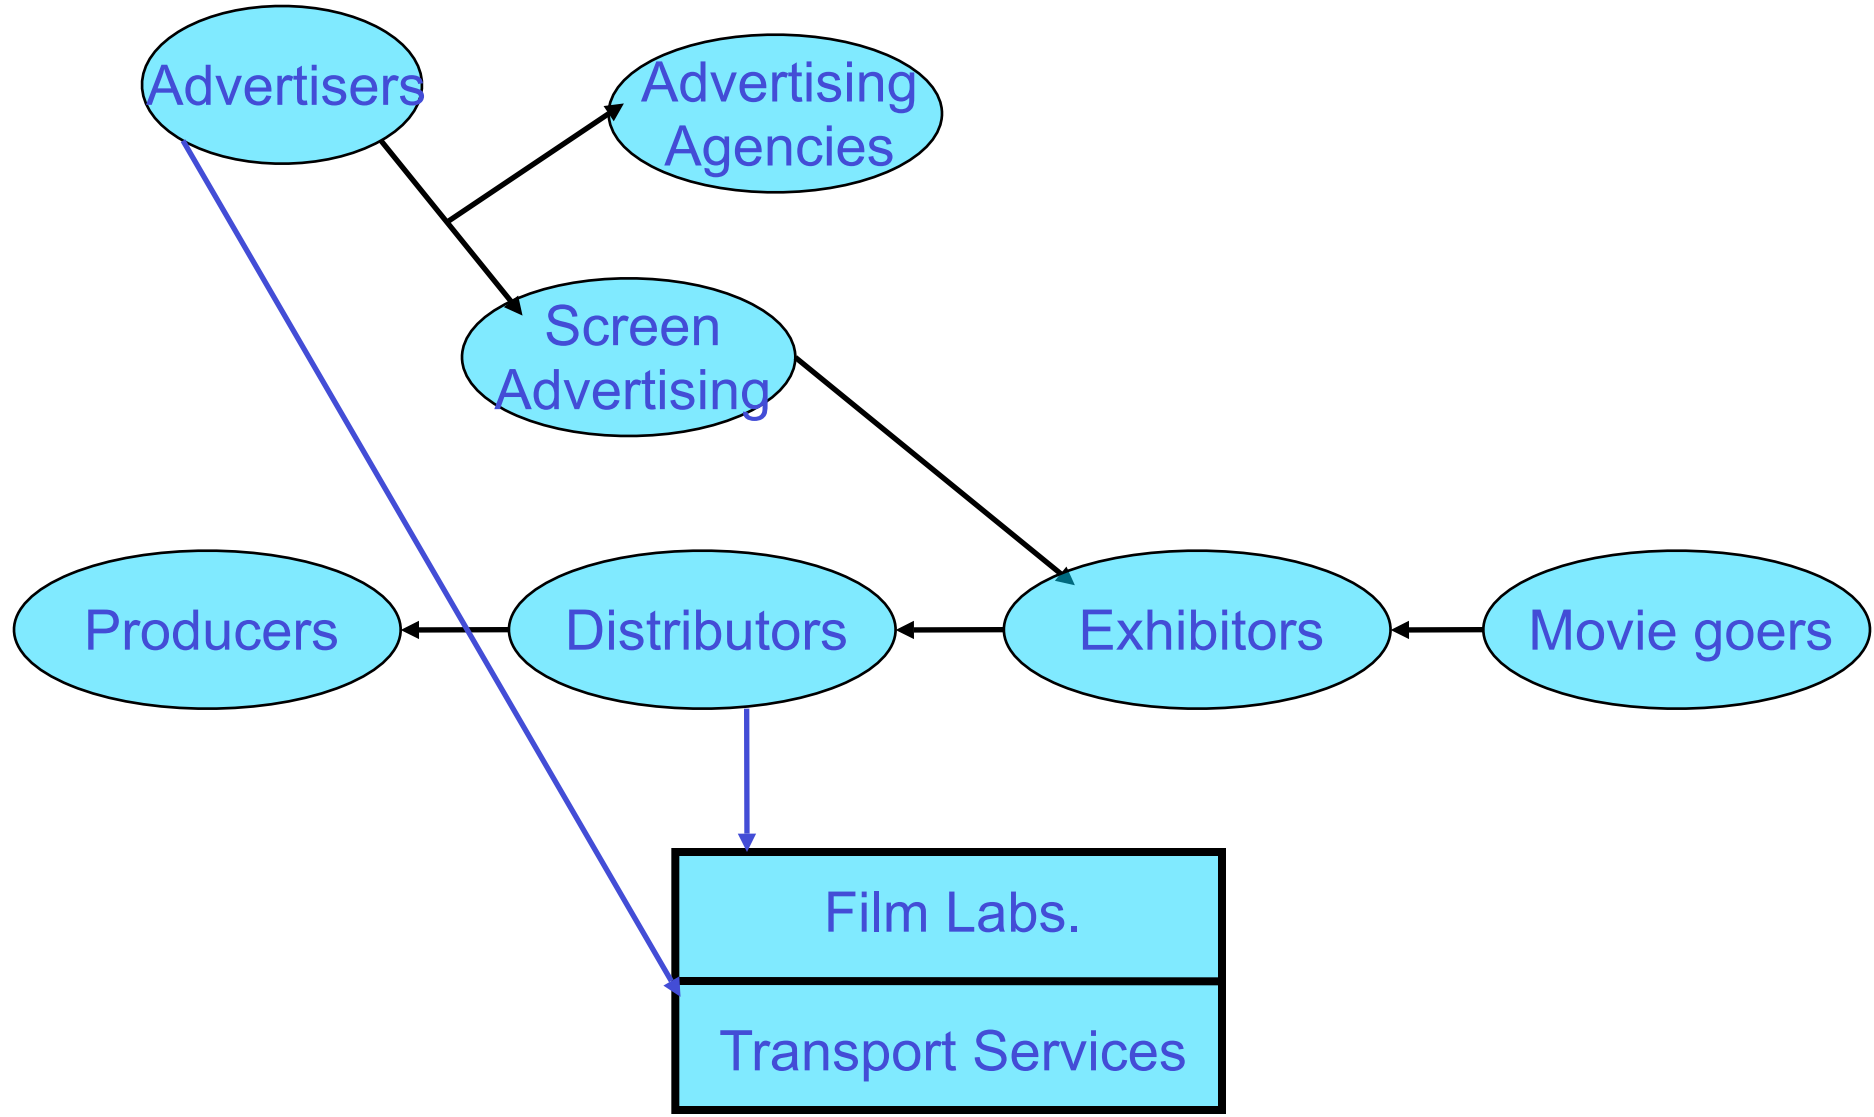 Advertisers
Advertising
Agencies
Screen
Advertising
Producers
Distributors
Exhibitors
Movie goers
Film Labs.
Transport Services